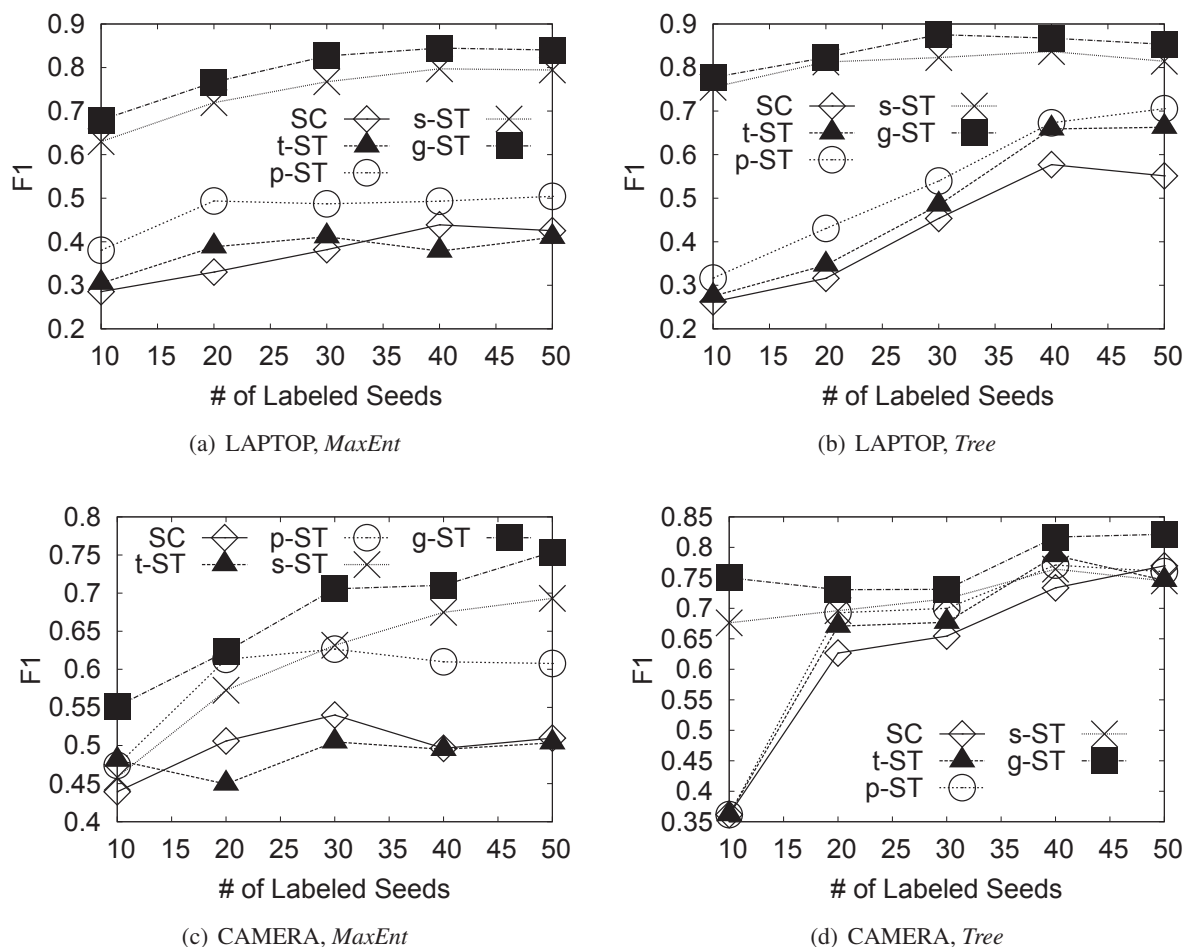 0.9
0.8
0.7
0.6
0.5
0.4
0.3
0.2
F1
SC
s-ST
t-ST
g-ST
p-ST
10 15 20 25 30 35 40 45 50
# of Labeled Seeds
(a) LAPTOP, MaxEnt
0.9
0.8
0.7
0.6
0.5
0.4
0.3
0.2
F1
SC
s-ST
t-ST
g-ST
p-ST
10 15 20 25 30 35 40 45 50
# of Labeled Seeds
(b) LAPTOP, Tree
0.8
0.75
0.7
0.65
0.6
0.55
0.5
0.45
0.4
F1
SC
p-ST
g-ST
t-ST
s-ST
10 15 20 25 30 35 40 45 50
# of Labeled Seeds
(c) CAMERA, MaxEnt
0.85
0.8
0.75
0.7
0.65
0.6
0.55
0.5
0.45
0.4
0.35
F1
SC
s-ST
t-ST
g-ST
p-ST
10 15 20 25 30 35 40 45 50
# of Labeled Seeds
(d) CAMERA, Tree